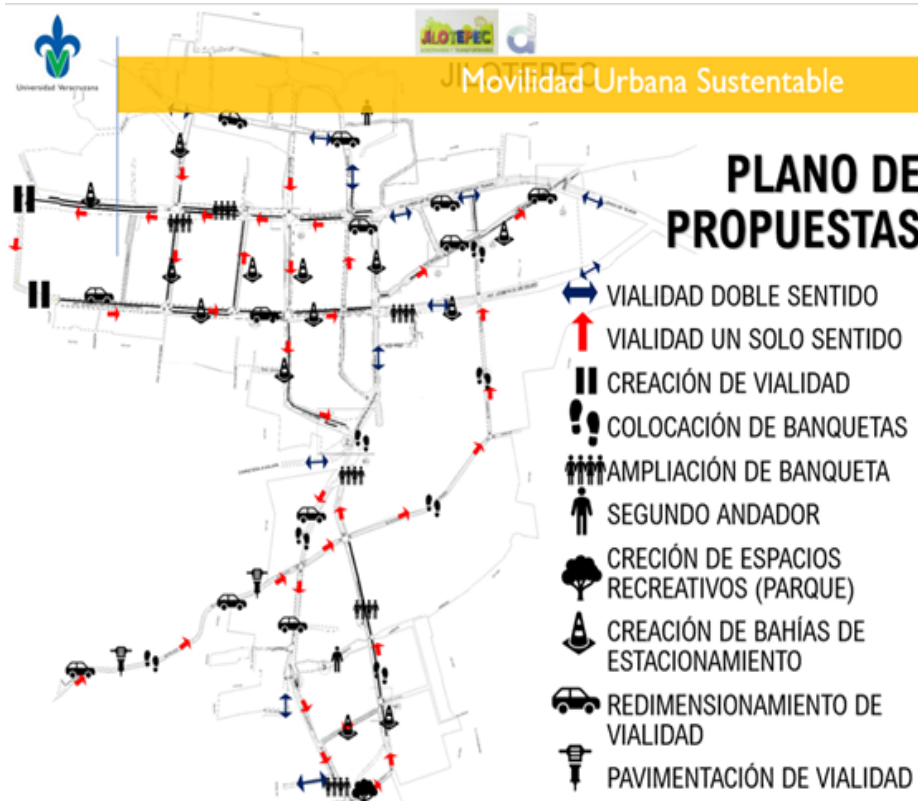 JILOTEPEC
Universidad Veracruzana
JILOTEPEC
Movilidad Urbana Sustentable
PLANO DE
PROPUESTAS
VIALIDAD DOBLE SENTIDO
VIALIDAD UN SOLO SENTIDO
CREACIÓN DE VIALIDAD
COLOCACIÓN DE BANQUETAS
AMPLIACIÓN DE BANQUETA
SEGUNDO ANDADOR
CRECIÓN DE ESPACIOS
RECREATIVOS (PARQUE)
CREACIÓN DE BAHÍAS DE
ESTACIONAMIENTO
REDIMENSIONAMIENTO DE
VIALIDAD
PAVIMENTACIÓN DE VIALIDAD